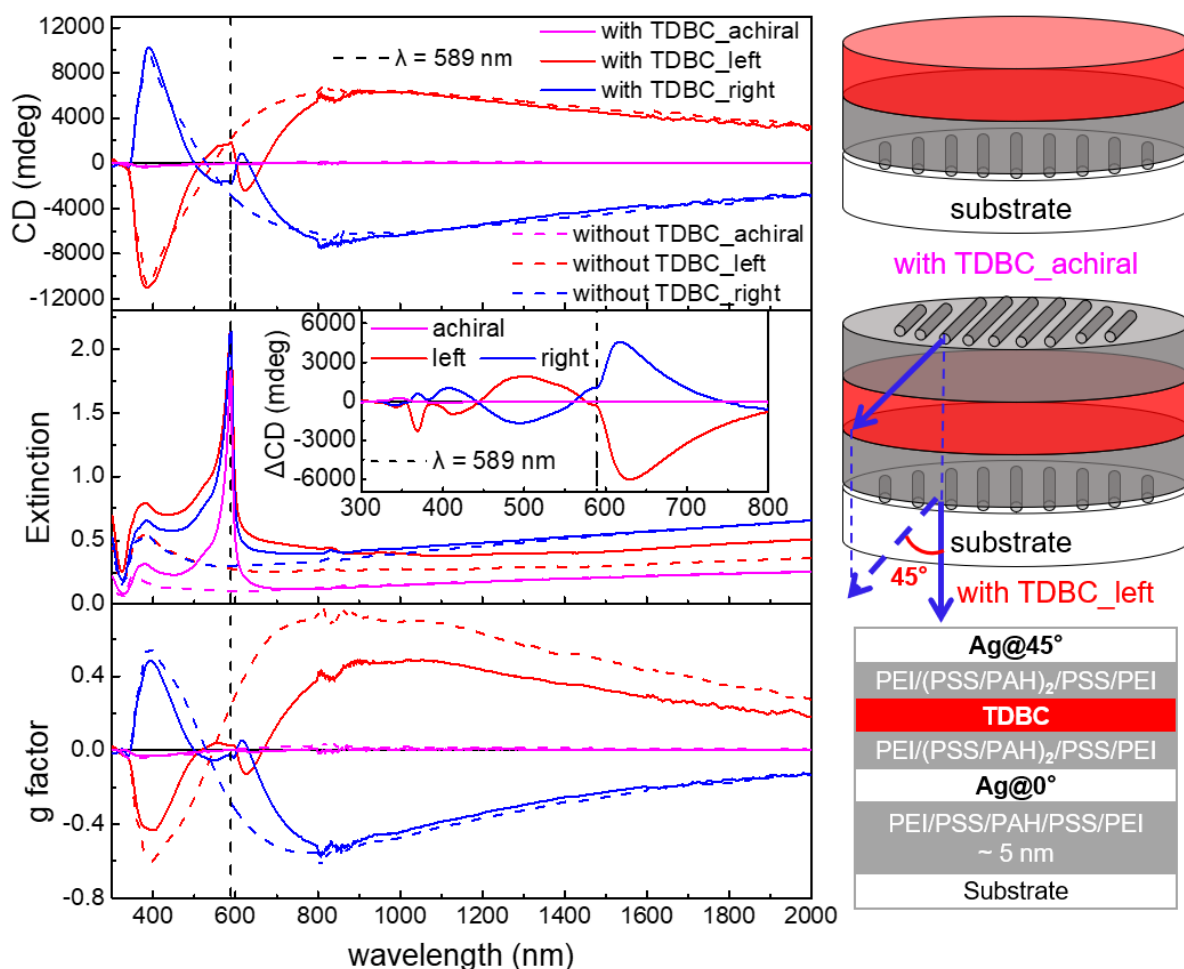 12000
8000
4000
0
-4000
-8000
-12000
CD (mdeg)
λ = 589 nm
with TDBC_achiral
with TDBC_left
with TDBC_right
without TDBC_achiral
without TDBC_left
without TDBC_right
2.0
1.5
1.0
0.5
0.0
Extinction
6000
3000
0
-3000
-6000
ΔCD (mdeg)
achiral
left
right
λ = 589 nm
300 400 500 600 700 800
0.4
0.0
-0.4
-0.8
g factor
400 600 800 1000 1200 1400 1600 1800 2000
wavelength (nm)
substrate
with TDBC_achiral
substrate
45°
with TDBC_left
Ag@45°
PEI/(PSS/PAH)₂/PSS/PEI
TDBC
PEI/(PSS/PAH)₂/PSS/PEI
Ag@0°
PEI/PSS/PAH/PSS/PEI
~ 5 nm
Substrate